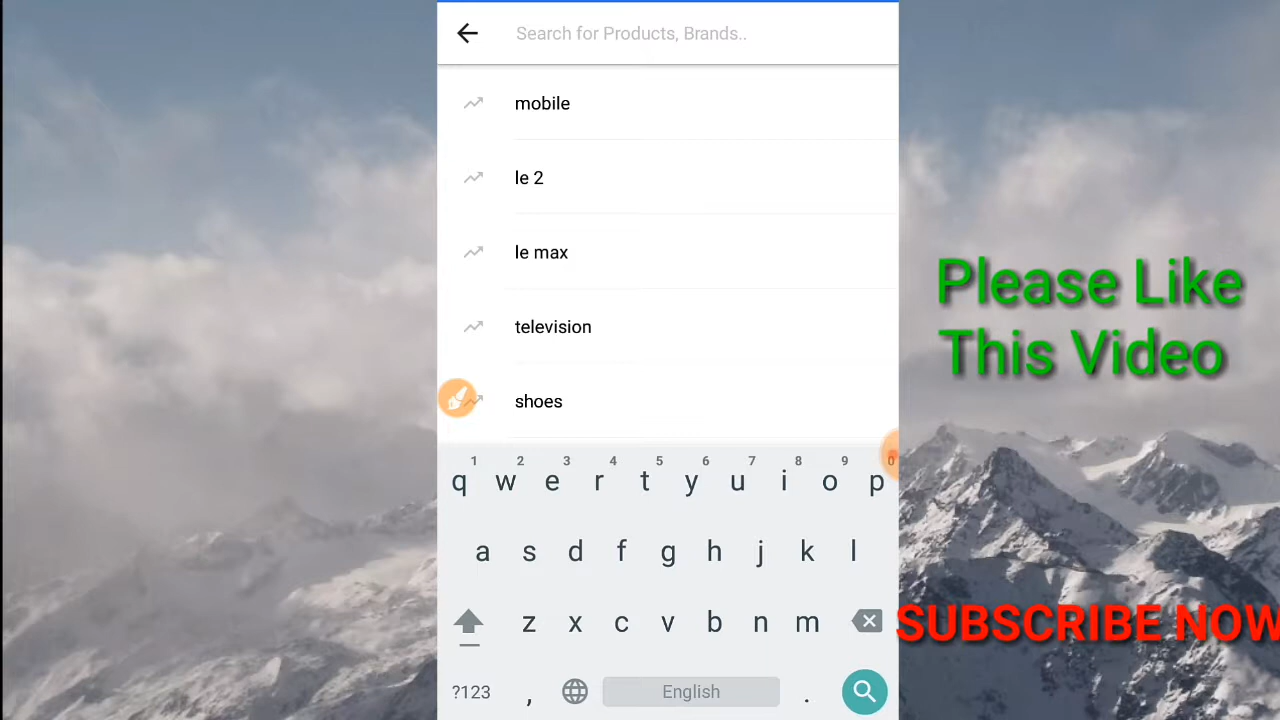 Search for Products, Brands..
mobile
le 2
le max
television
shoes
1 2 3 4 5 6 7 8 9 0
q w e r t y u i o p
a s d f g h j k l
z x c v b n m
?123 , English .
Please Like
This Video
SUBSCRIBE NOW